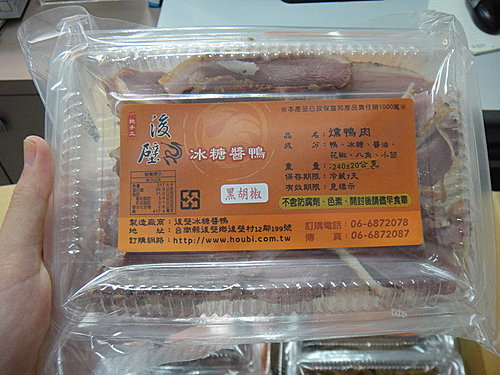 ※本產品已投保富邦產品責任險1000萬※
純手工
後壁
冰糖醬鴨
黑胡椒
品 名:燻鴨肉
成 分:鴨、冰糖、醬油、
花椒、八角、小茴
重 量:240±20公克
保存期限:冷藏7天
有效期限:見標示
不含防腐劑、色素、開封後請儘早食畢
製造廠商:後壁冰糖醬鴨
地 址:台南縣後壁鄉後壁村12鄰199號
訂購網路:http://www.houbi.com.tw
訂購電話:06-6872078
傳 真:06-6872087